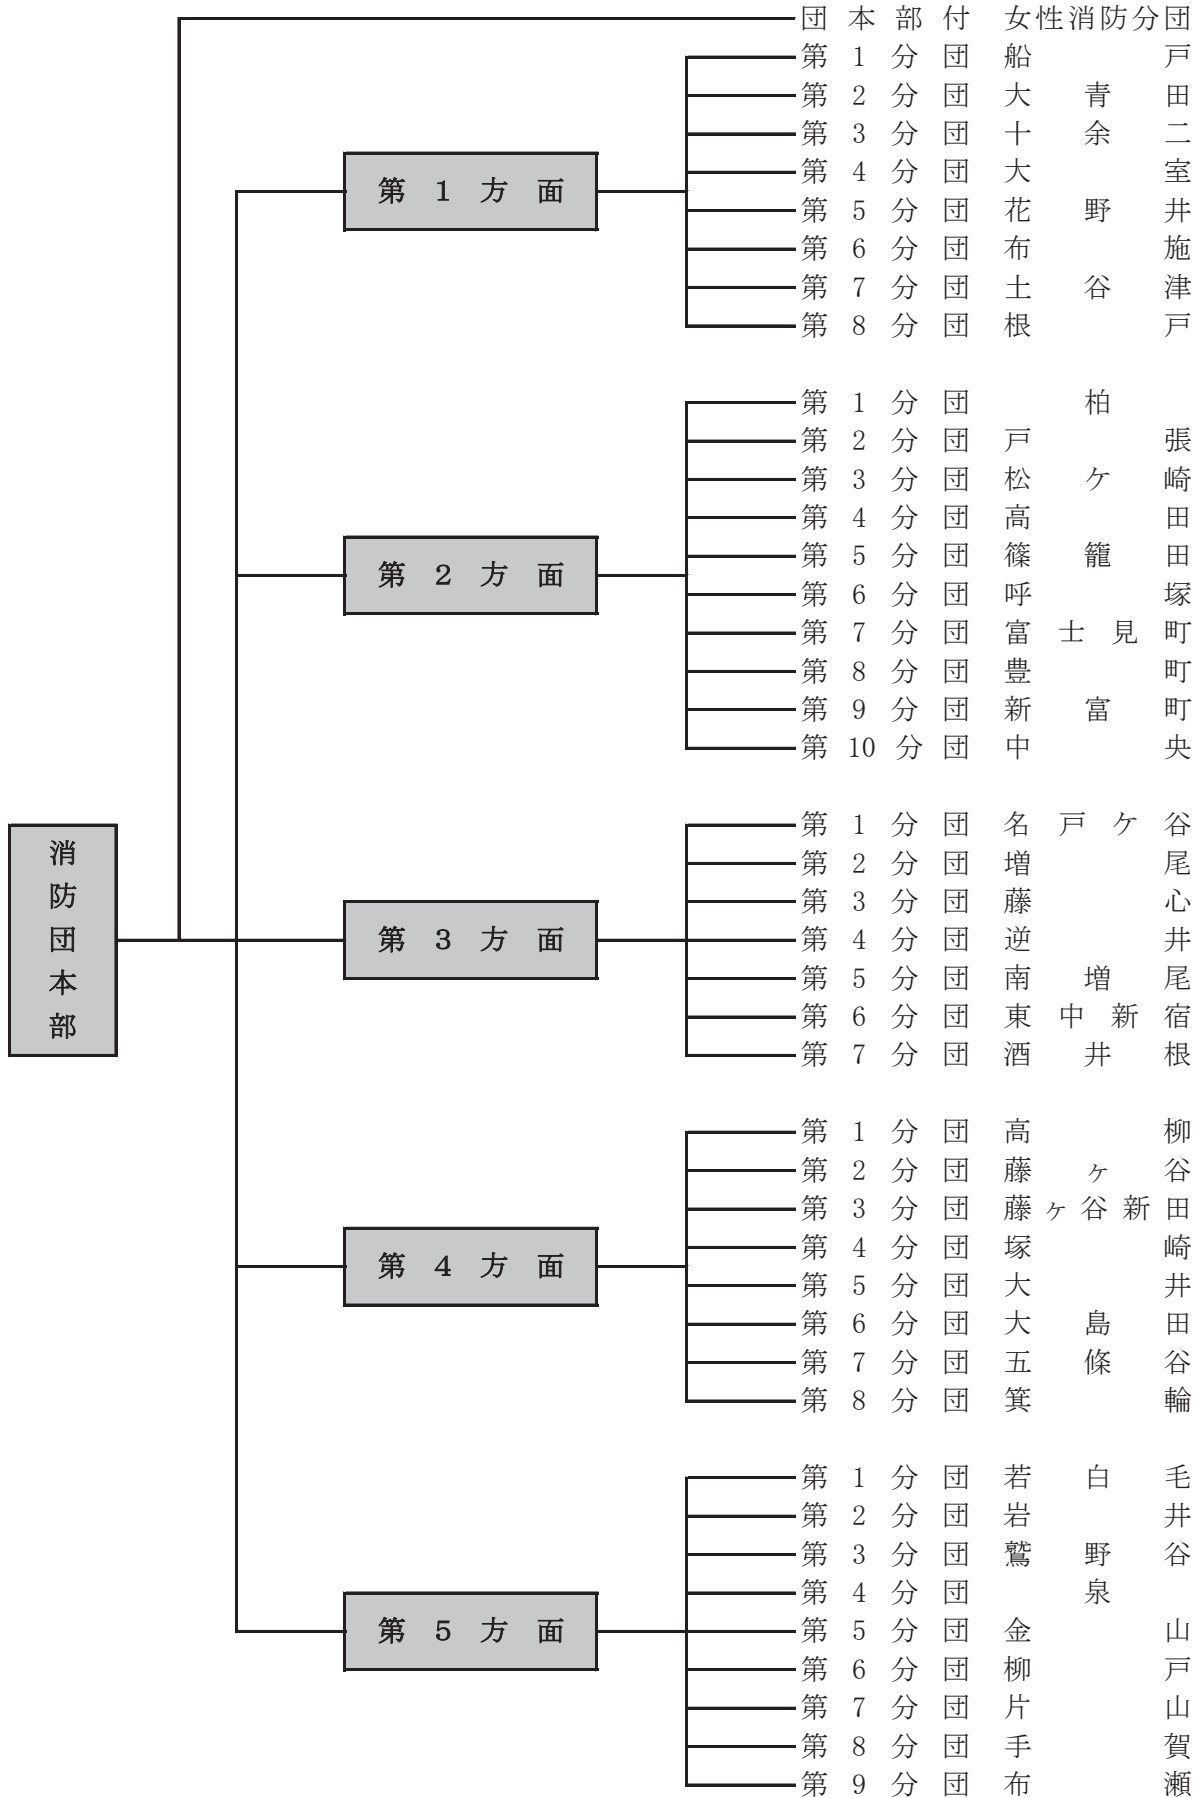 団本部付 女性消防分団
第1分団 船戸
第2分団 大青田
第3分団 十余二
第4分団 大室
第1方面
第5分団 花野井
第6分団 布施
第7分団 土谷津
第8分団 根戸
第1分団 柏
第2分団 戸張
第3分団 松ケ崎
第4分団 高田
第5分団 篠籠田
第2方面
第6分団 呼塚
第7分団 富士見町
第8分団 豊町
第9分団 新富町
第10分団 中央
消防団本部
第1分団 名戸ケ谷
第2分団 増尾
第3分団 藤心
第3方面
第4分団 逆井
第5分団 南増尾
第6分団 東中新宿
第7分団 酒井根
第1分団 高柳
第2分団 藤ヶ谷
第3分団 藤ヶ谷新田
第4分団 塚崎
第4方面
第5分団 大井
第6分団 大島田
第7分団 五條谷
第8分団 箕輪
第1分団 若白毛
第2分団 岩井
第3分団 鷲野谷
第4分団 泉
第5方面
第5分団 金山
第6分団 柳戸
第7分団 片山
第8分団 手賀
第9分団 布瀬